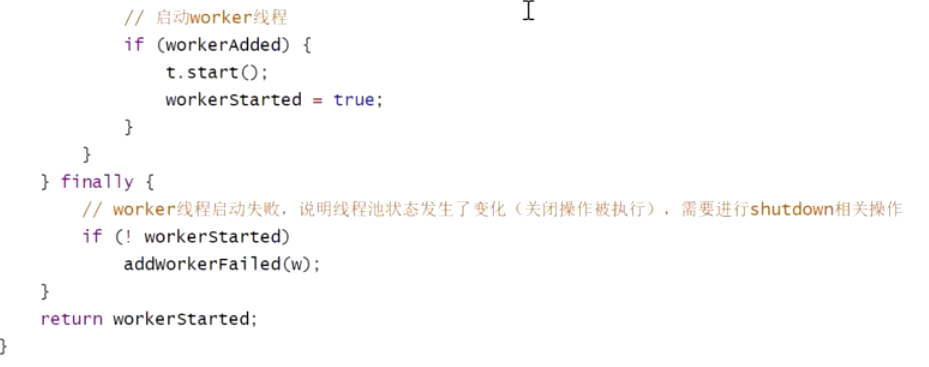 // 启动worker线程
if (workerAdded) {
t.start();
workerStarted = true;
}
}
} finally {
// worker线程启动失败，说明线程池状态发生了变化（关闭操作被执行），需要进行shutdown相关操作
if (! workerStarted)
addWorkerFailed(w);
}
return workerStarted;
}